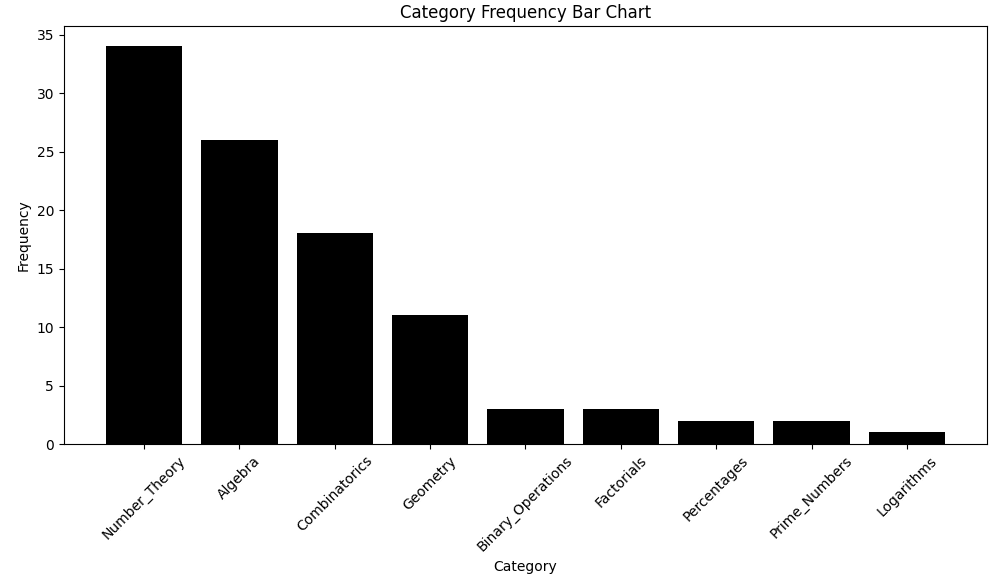 Category Frequency Bar Chart
Frequency
35
30
25
20
15
10
5
0
Number_Theory
Algebra
Combinatorics
Geometry
Binary_Operations
Factorials
Percentages
Prime_Numbers
Logarithms
Category